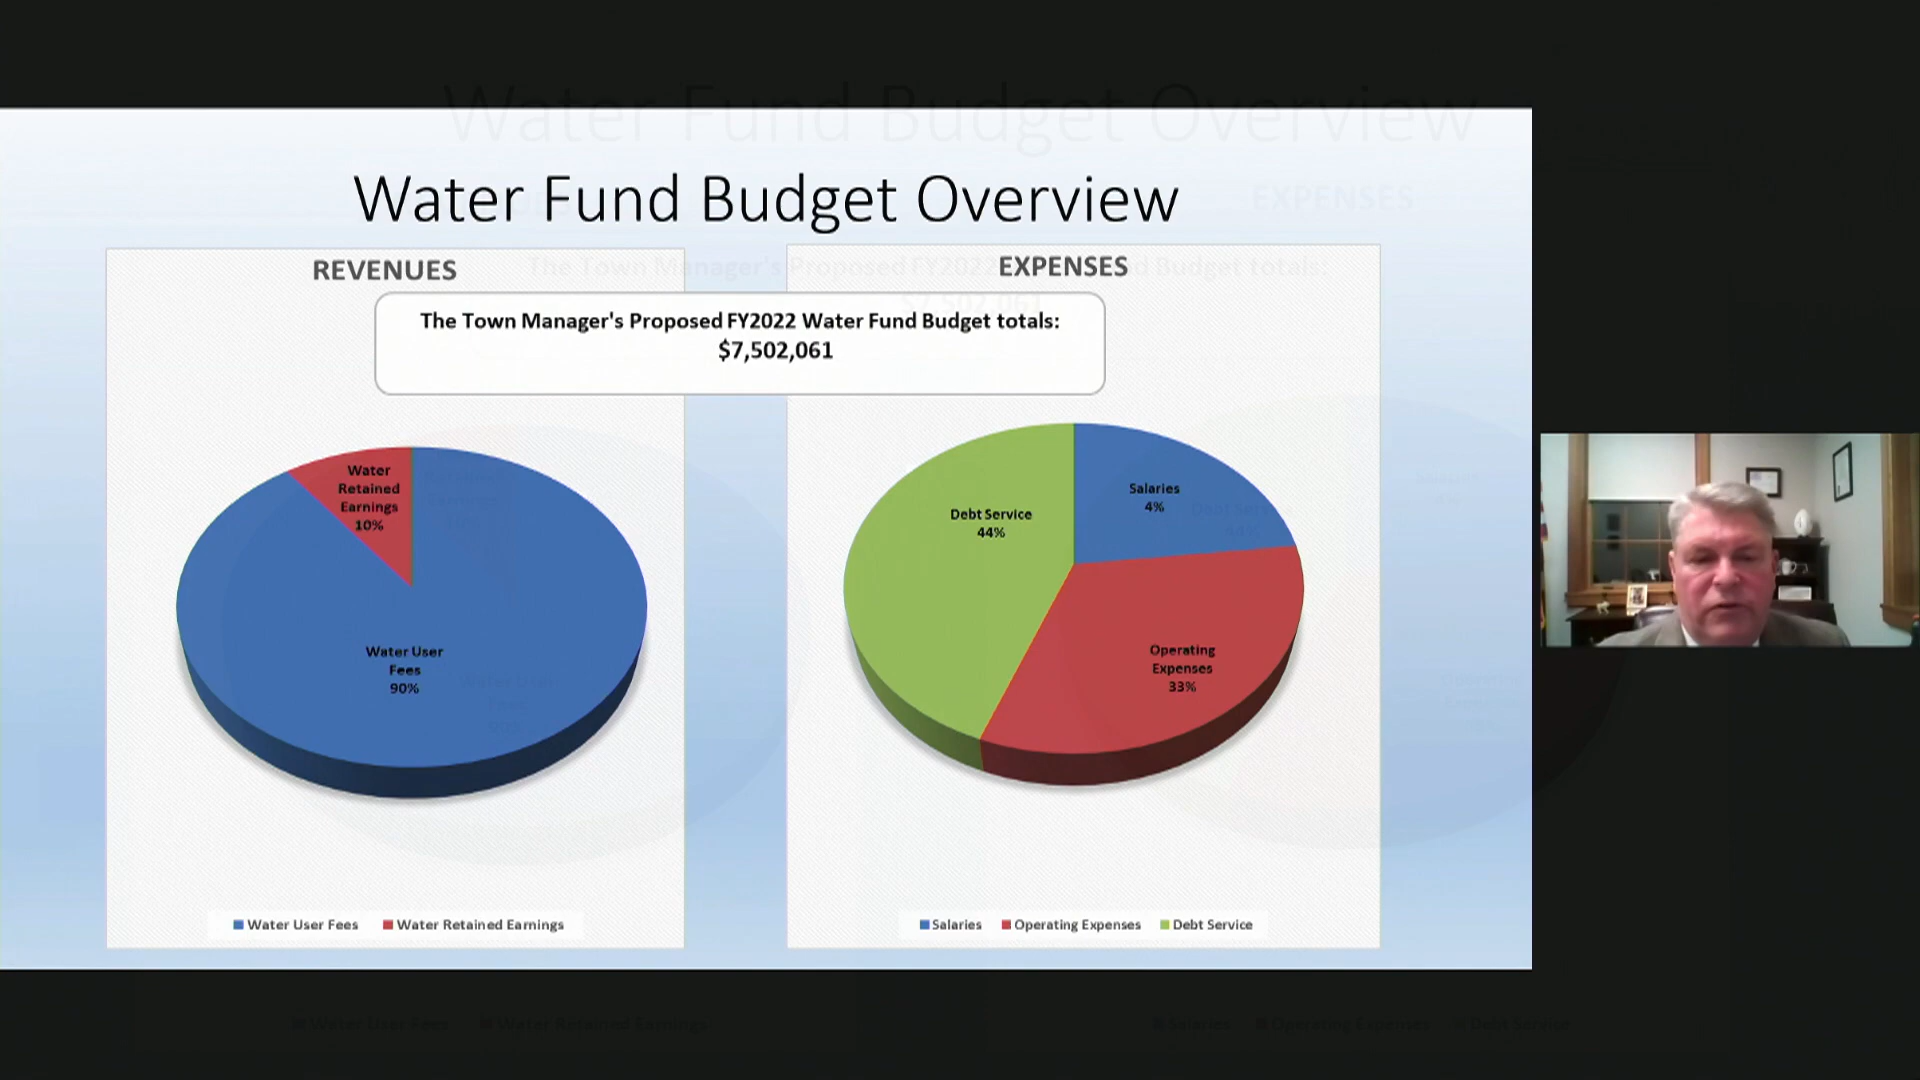 Water Fund Budget Overview
REVENUES
EXPENSES
The Town Manager's Proposed FY2022 Water Fund Budget totals:
$7,502,061
Water
Retained
Earnings
10%
Water User
Fees
90%
Debt Service
44%
Salaries
4%
Operating
Expenses
33%
Water User Fees
Water Retained Earnings
Salaries
Operating Expenses
Debt Service